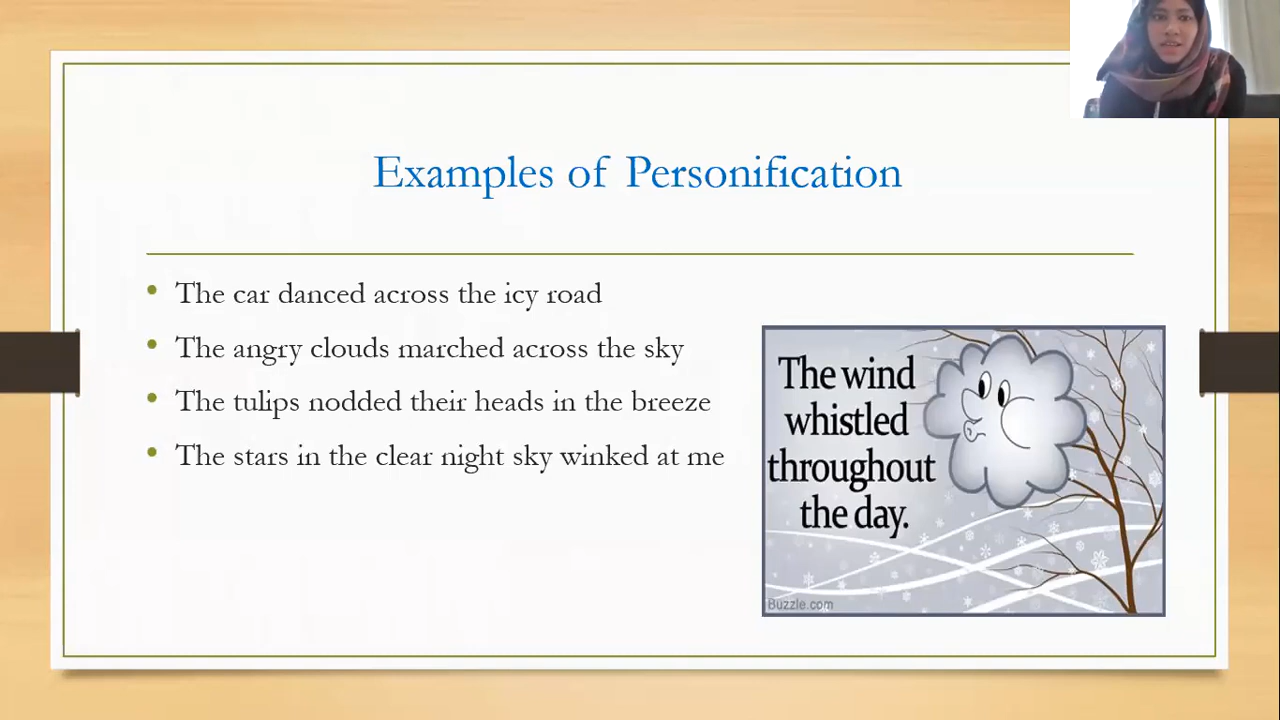 Examples of Personification
The car danced across the icy road
The angry clouds marched across the sky
The tulips nodded their heads in the breeze
The stars in the clear night sky winked at me
The wind
whistled
throughout
the day.
Buzzle.com